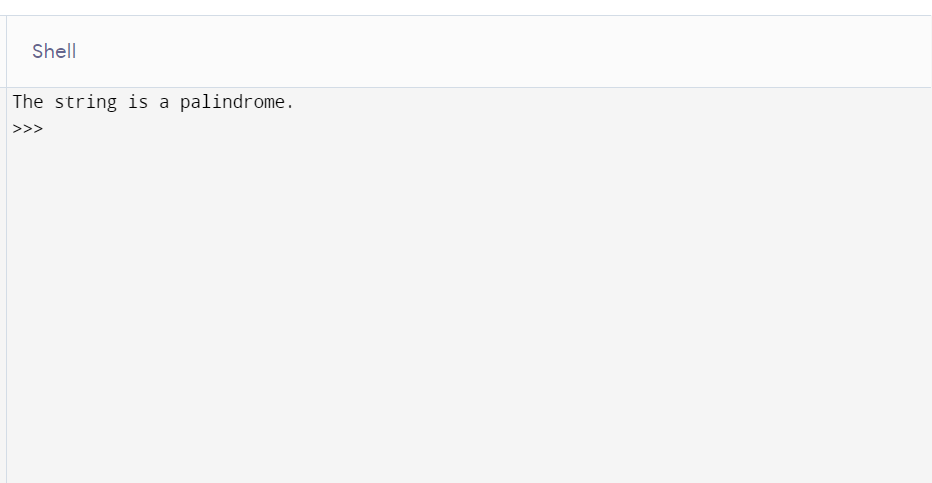 Shell
The string is a palindrome.
>>>